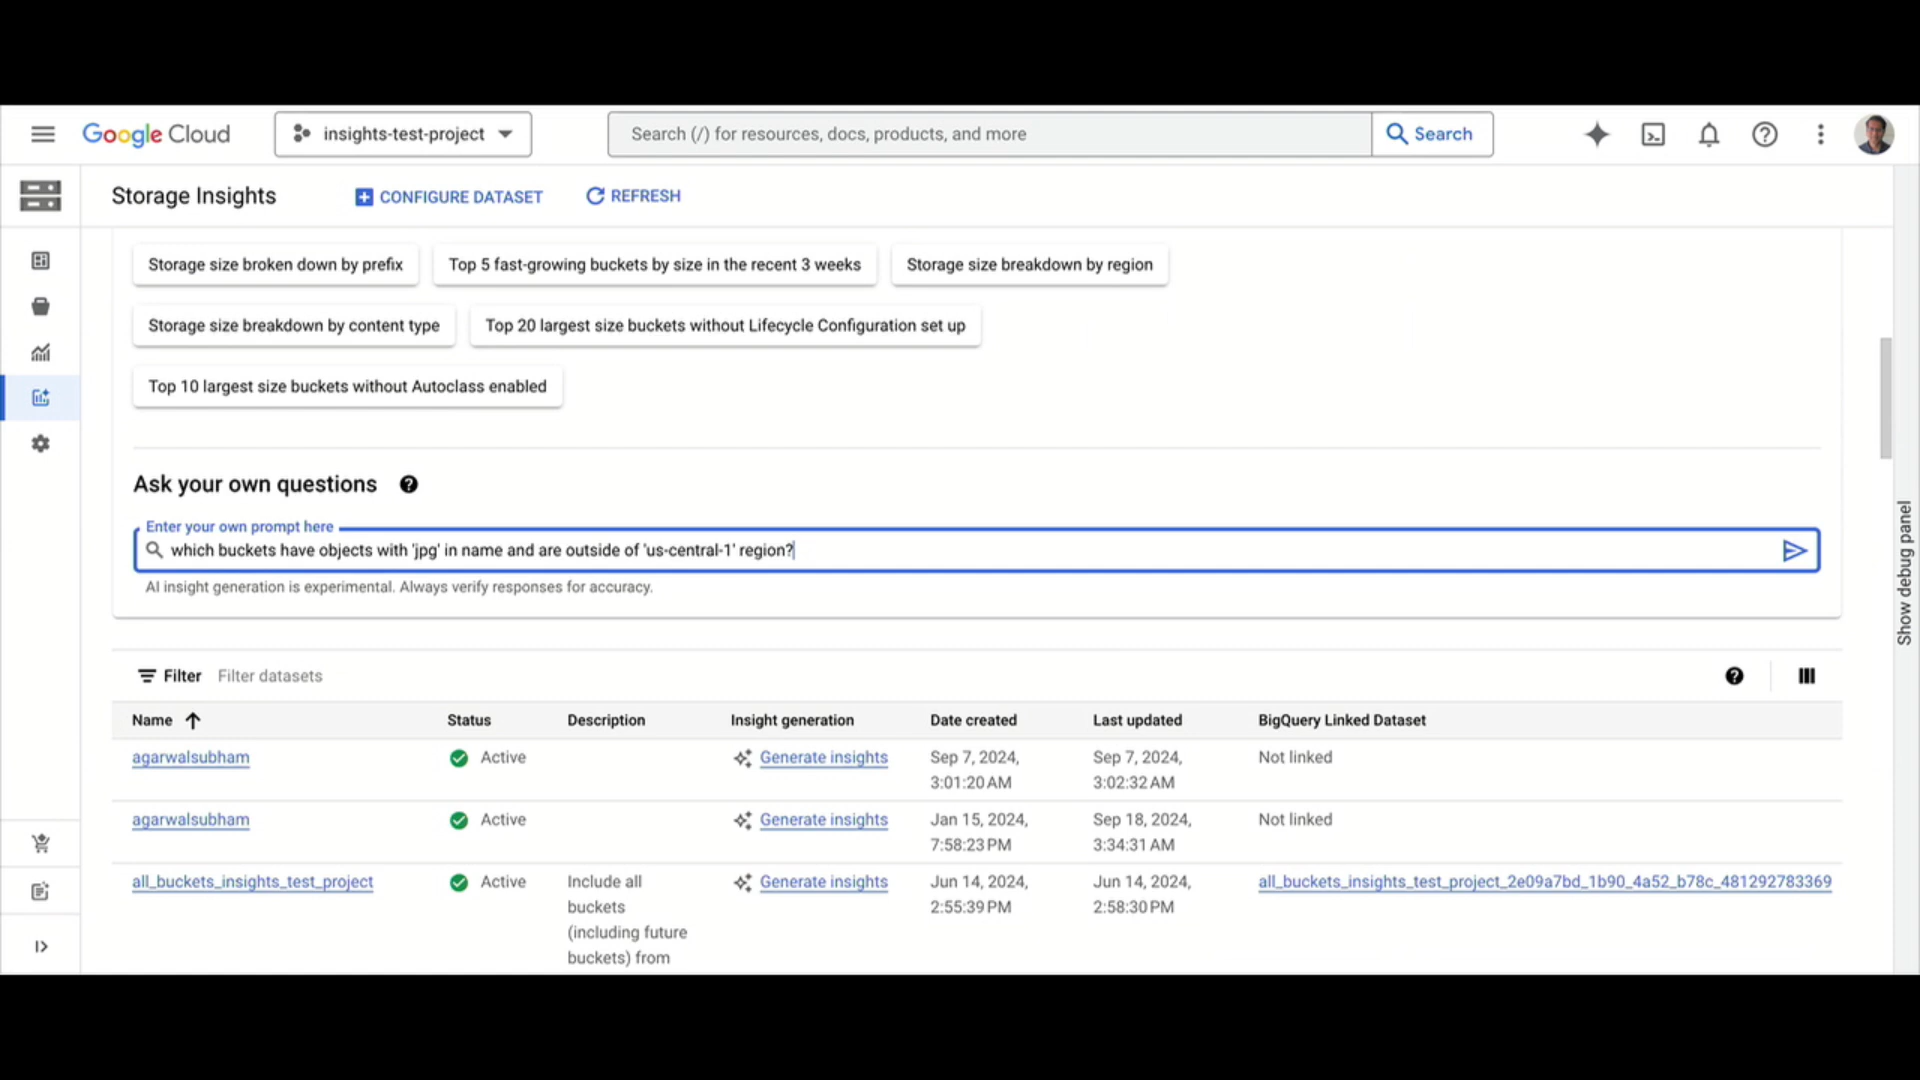 Google Cloud
insights-test-project
Search (/) for resources, docs, products, and more
Search
Storage Insights
CONFIGURE DATASET
REFRESH
Storage size broken down by prefix
Top 5 fast-growing buckets by size in the recent 3 weeks
Storage size breakdown by region
Storage size breakdown by content type
Top 20 largest size buckets without Lifecycle Configuration set up
Top 10 largest size buckets without Autoclass enabled
Ask your own questions
Enter your own prompt here
which buckets have objects with 'jpg' in name and are outside of 'us-central-1' region?
AI insight generation is experimental. Always verify responses for accuracy.
Show debug panel
Filter Filter datasets
Name Status Description Insight generation Date created Last updated BigQuery Linked Dataset
agarwalsubham Active Generate insights Sep 7, 2024, Sep 7, 2024, Not linked
3:01:20 AM 3:02:32 AM
agarwalsubham Active Generate insights Jan 15, 2024, Sep 18, 2024, Not linked
7:58:23 PM 3:34:31 AM
all_buckets_insights_test_project Active Include all Generate insights Jun 14, 2024, Jun 14, 2024, all_buckets_insights_test_project_2e09a7bd_1b90_4a52_b78c_481292783369
buckets 2:55:39 PM 2:58:30 PM
(including future
buckets) from